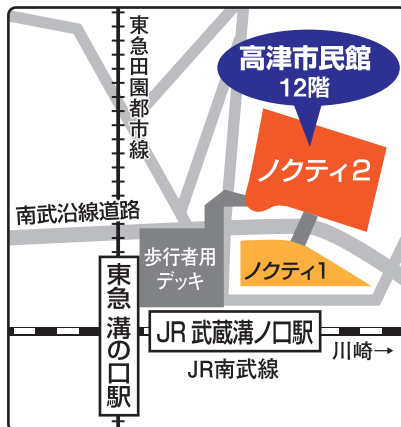 東急田園都市線
高津市民館
12階
ノクティ2
南武沿線道路
歩行者用
デッキ
ノクティ1
東急 溝の口駅
JR 武蔵溝ノ口駅
川崎→
JR南武線